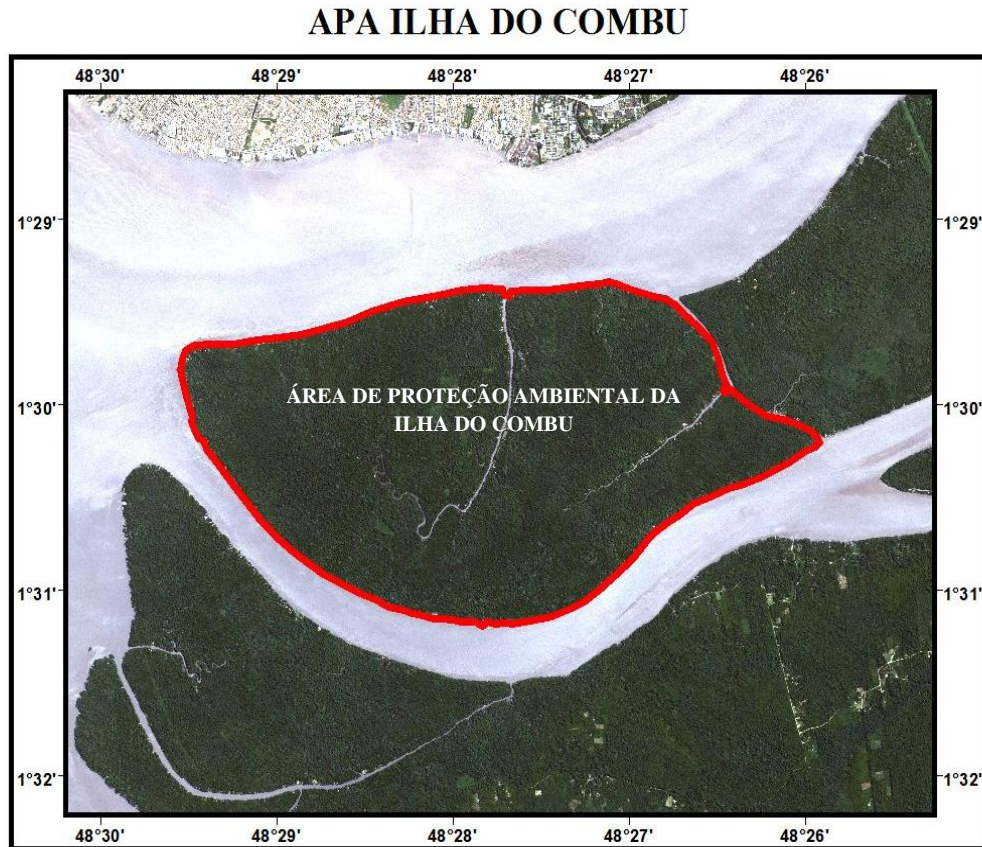 APA ILHA DO COMBU
48°30' 48°29' 48°28' 48°27' 48°26'
1°29' 1°29'
ÁREA DE PROTEÇÃO AMBIENTAL DA
ILHA DO COMBU
1°30' 1°30'
1°31' 1°31'
1°32' 1°32'
48°30' 48°29' 48°28' 48°27' 48°26'